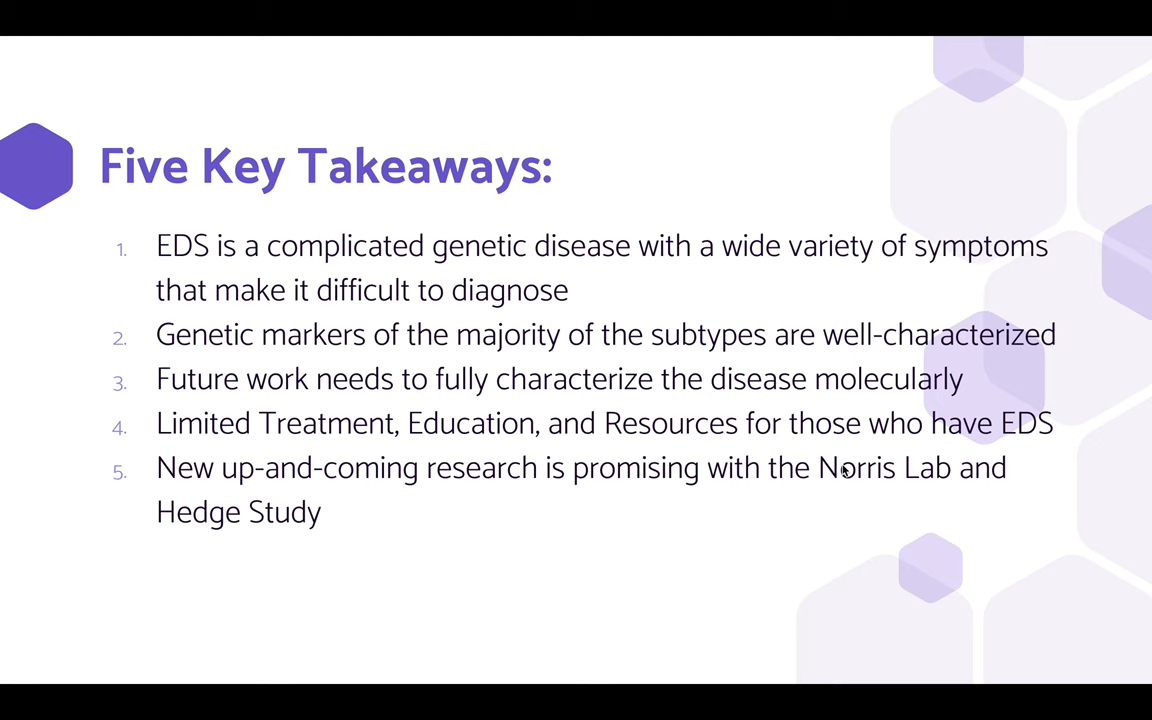 Five Key Takeaways:
1. EDS is a complicated genetic disease with a wide variety of symptoms
that make it difficult to diagnose
2. Genetic markers of the majority of the subtypes are well-characterized
3. Future work needs to fully characterize the disease molecularly
4. Limited Treatment, Education, and Resources for those who have EDS
5. New up-and-coming research is promising with the Norris Lab and
Hedge Study